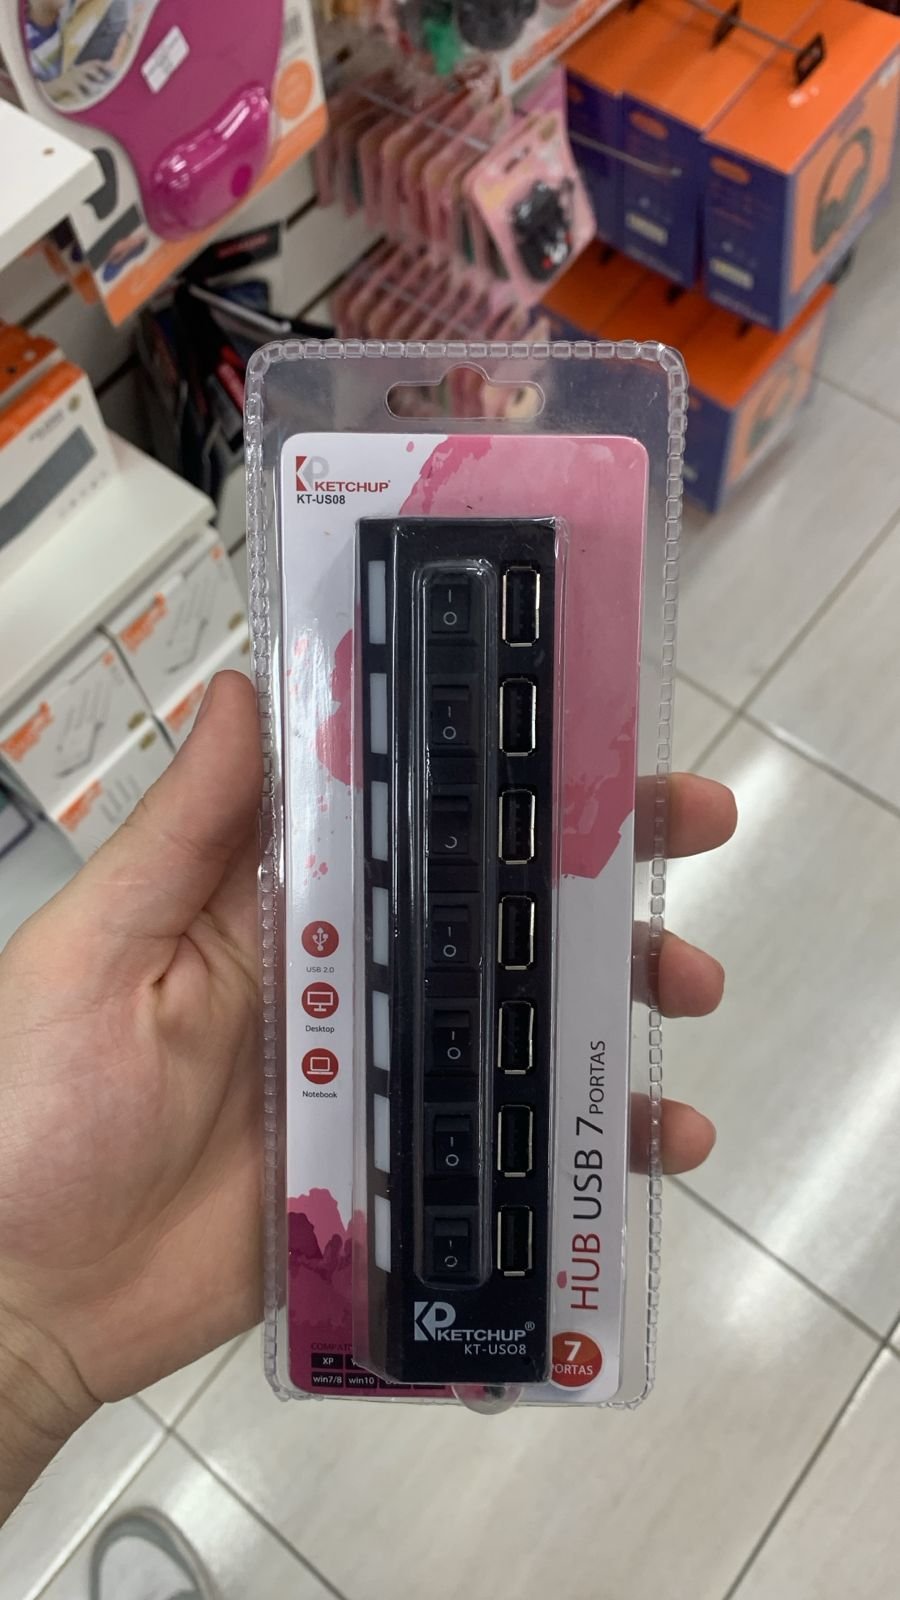 KETCHUP
KT-US08
USB 2.0
Desktop
Notebook
HUB USB 7 PORTAS
KETCHUP®
KT-USO8
7
PORTAS
XP
win7/8
win10